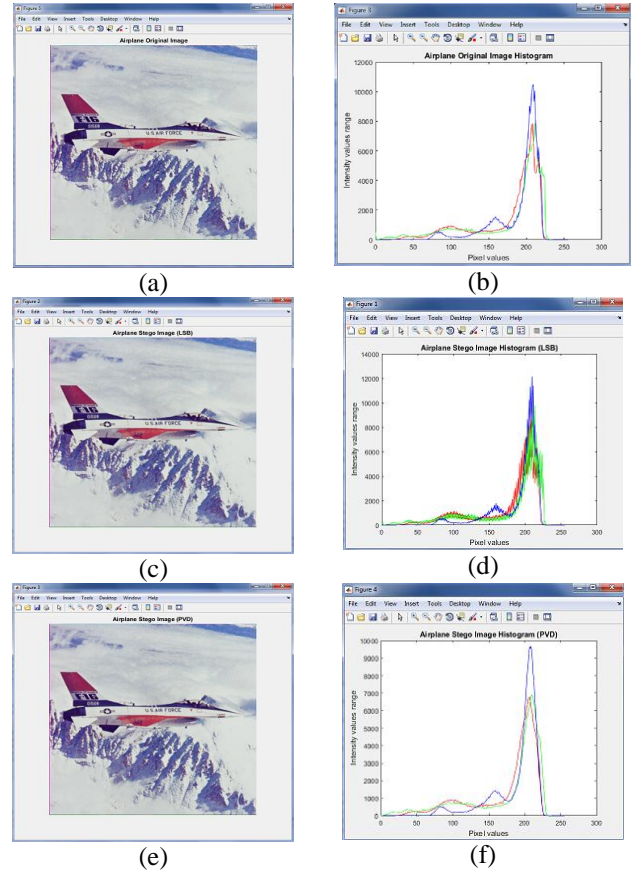 Figure 1
File Edit View Insert Tools Desktop Window Help
Airplane Original Image
F16
01568
U.S. AIR FORCE
(a)
Figure 3
File Edit View Insert Tools Desktop Window Help
Airplane Original Image Histogram
Intensity values range
12000
10000
8000
6000
4000
2000
0
0 50 100 150 200 250 300
Pixel values
(b)
Figure 2
File Edit View Insert Tools Desktop Window Help
Airplane Stego Image (LSB)
F16
01568
U.S. AIR FORCE
(c)
Figure 1
File Edit View Insert Tools Desktop Window Help
Airplane Stego Image Histogram (LSB)
Intensity values range
14000
12000
10000
8000
6000
4000
2000
0
0 50 100 150 200 250 300
Pixel values
(d)
Figure 3
File Edit View Insert Tools Desktop Window Help
Airplane Stego Image (PVD)
F16
01568
U.S. AIR FORCE
(e)
Figure 4
File Edit View Insert Tools Desktop Window Help
Airplane Stego Image Histogram (PVD)
Intensity values range
10000
9000
8000
7000
6000
5000
4000
3000
2000
1000
0
0 50 100 150 200 250 300
Pixel values
(f)